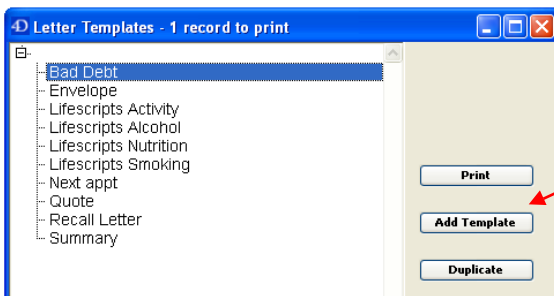 Letter Templates - 1 record to print
Bad Debt
Envelope
Lifescripts Activity
Lifescripts Alcohol
Lifescripts Nutrition
Lifescripts Smoking
Next appt
Quote
Recall Letter
Summary
Print
Add Template
Duplicate